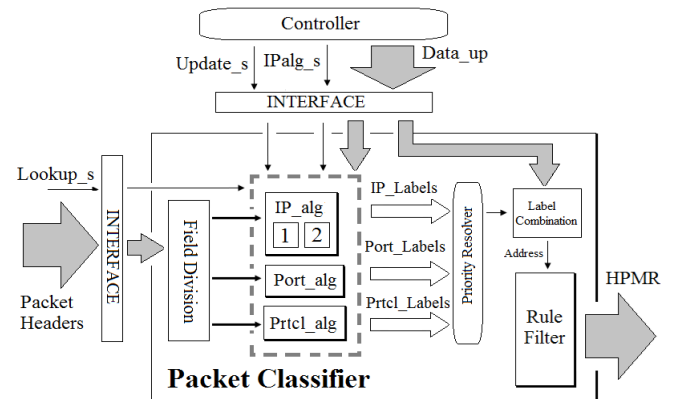 Controller
Update_s
IPalg_s
Data_up
INTERFACE
Lookup_s
INTERFACE
Packet
Headers
Field Division
IP_alg
1
2
Port_alg
Prtcl_alg
IP_Labels
Port_Labels
Prtcl_Labels
Priority Resolver
Label
Combination
Address
Rule
Filter
HPMR
Packet Classifier